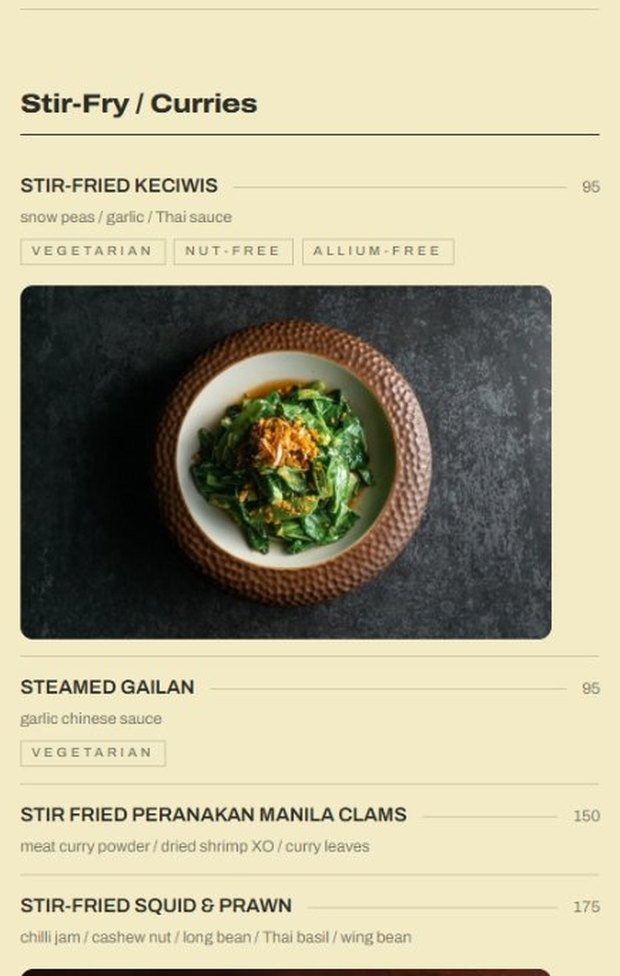 Stir-Fry / Curries
STIR-FRIED KECIWIS 95
snow peas / garlic / Thai sauce
VEGETARIAN NUT-FREE ALLIUM-FREE
STEAMED GAILAN 95
garlic chinese sauce
VEGETARIAN
STIR FRIED PERANAKAN MANILA CLAMS 150
meat curry powder / dried shrimp XO / curry leaves
STIR-FRIED SQUID & PRAWN 175
chilli jam / cashew nut / long bean / Thai basil / wing bean